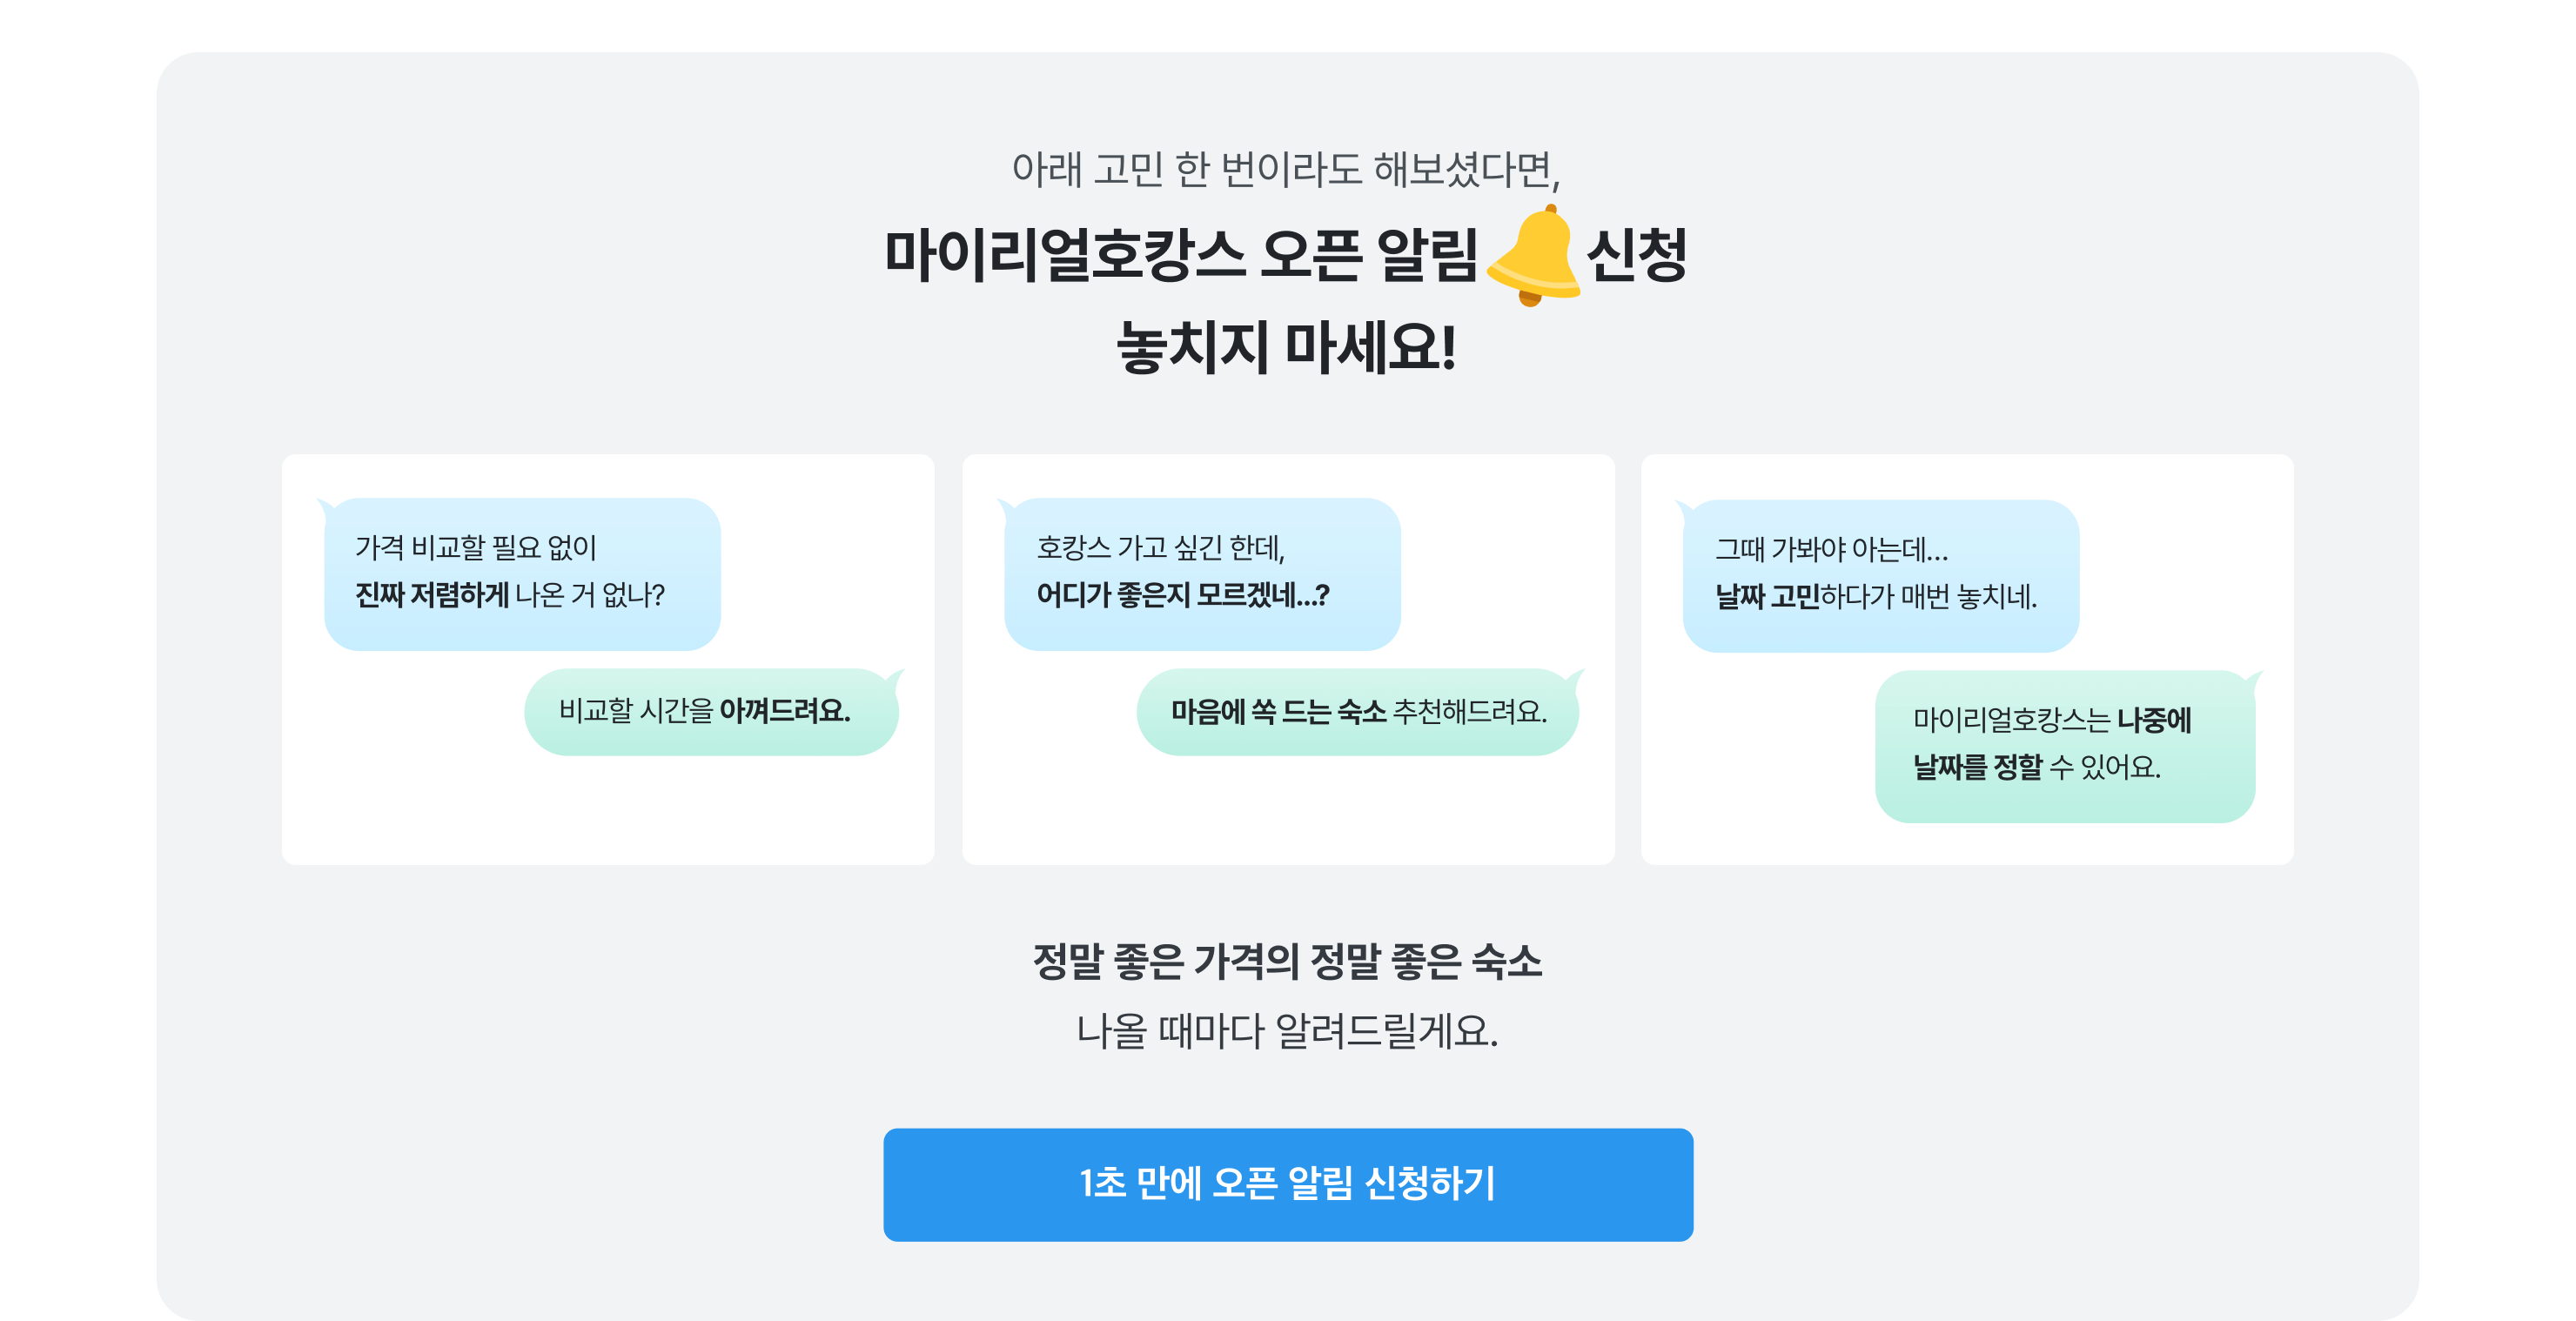 아래 고민 한 번이라도 해보셨다면,
마이리얼호캉스 오픈 알림 신청
놓치지 마세요!
가격 비교할 필요 없이
진짜 저렴하게 나온 거 없나?
비교할 시간을 아껴드려요.
호캉스 가고 싶긴 한데,
어디가 좋은지 모르겠네...?
마음에 쏙 드는 숙소 추천해드려요.
그때 가봐야 아는데...
날짜 고민하다가 매번 놓치네.
마이리얼호캉스는 나중에
날짜를 정할 수 있어요.
정말 좋은 가격의 정말 좋은 숙소
나올 때마다 알려드릴게요.
1초 만에 오픈 알림 신청하기